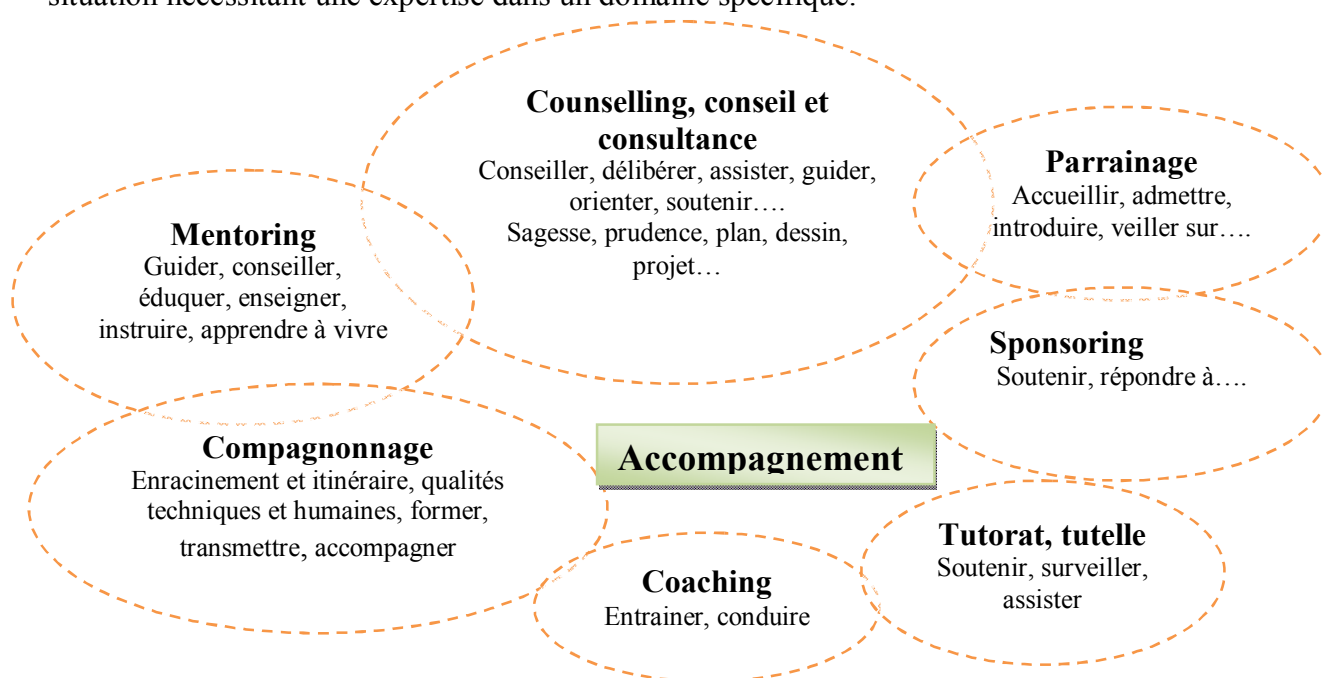 situation nécessitant une expertise dans un domaine spécifique.
Counselling, conseil et
consultance
Conseiller, délibérer, assister, guider,
orienter, soutenir….
Sagesse, prudence, plan, dessin,
projet…
Parrainage
Accueillir, admettre,
introduire, veiller sur….
Mentoring
Guider, conseiller,
éduquer, enseigner,
instruire, apprendre à vivre
Sponsoring
Soutenir, répondre à….
Compagnonnage
Enracinement et itinéraire, qualités
techniques et humaines, former,
transmettre, accompagner
Accompagnement
Tutorat, tutelle
Soutenir, surveiller,
assister
Coaching
Entrainer, conduire